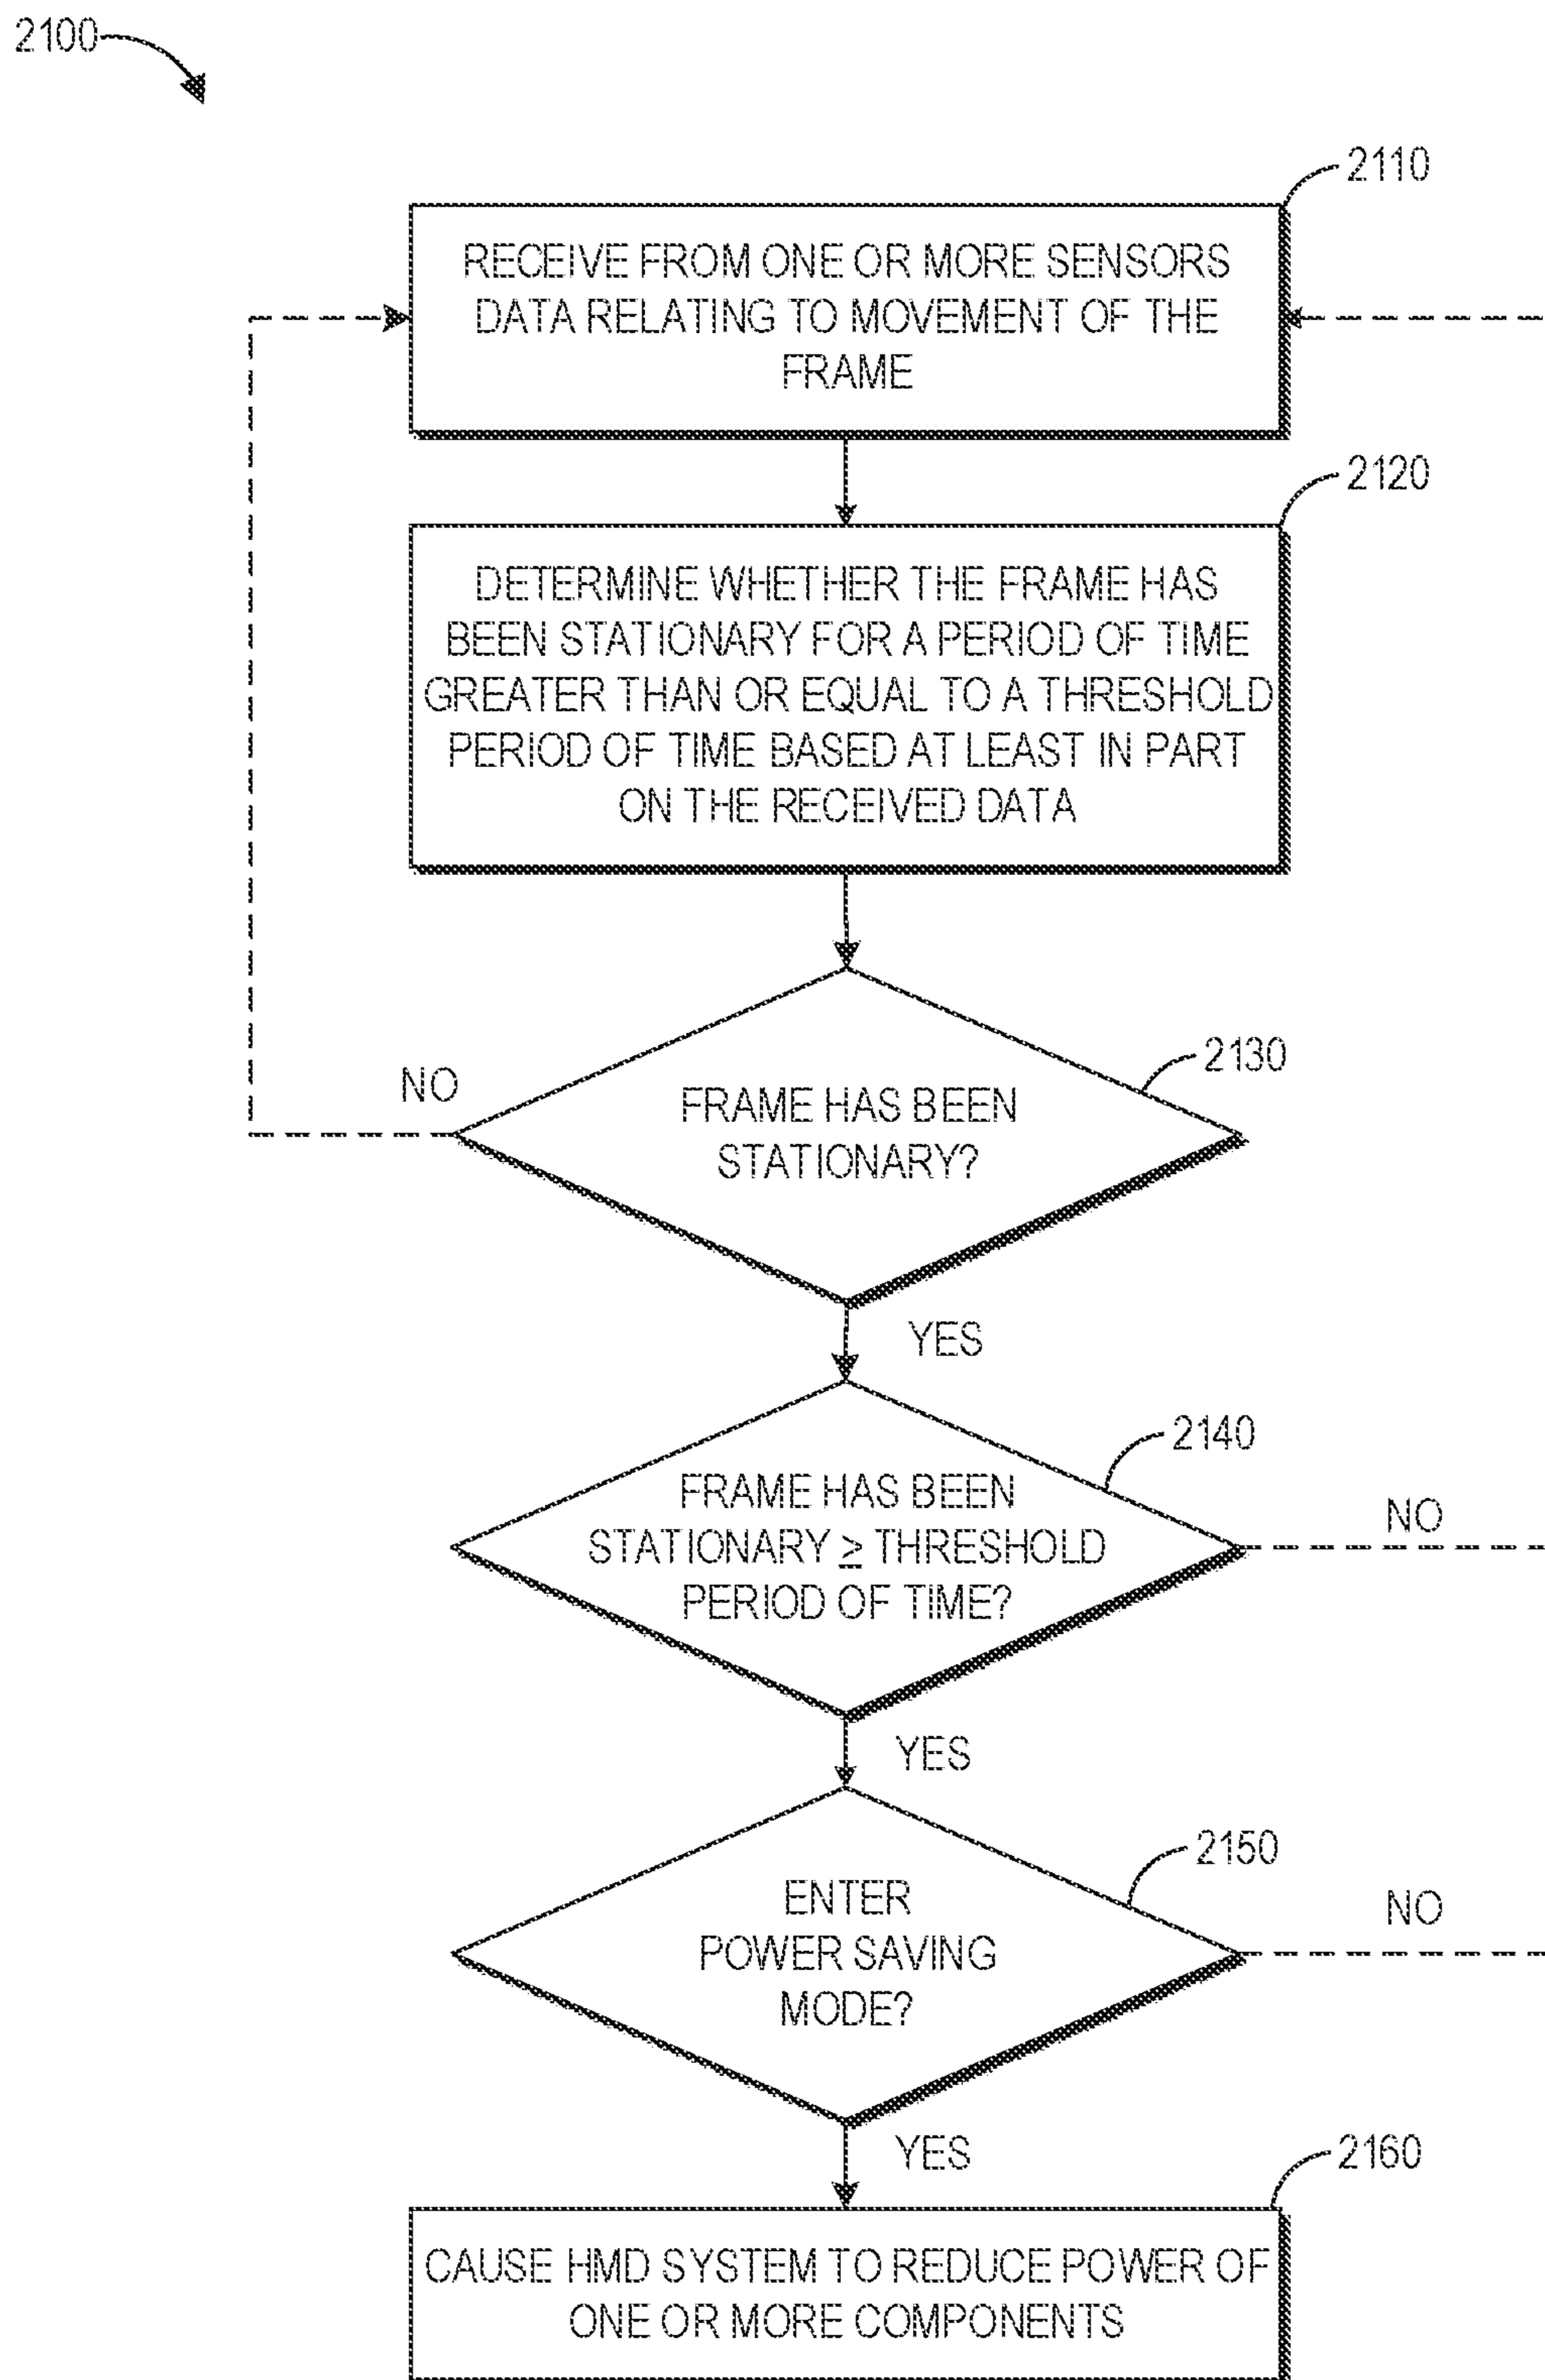 2100
2110
RECEIVE FROM ONE OR MORE SENSORS
DATA RELATING TO MOVEMENT OF THE
FRAME
2120
DETERMINE WHETHER THE FRAME HAS
BEEN STATIONARY FOR A PERIOD OF TIME
GREATER THAN OR EQUAL TO A THRESHOLD
PERIOD OF TIME BASED AT LEAST IN PART
ON THE RECEIVED DATA
2130
NO
FRAME HAS BEEN
STATIONARY?
YES
2140
FRAME HAS BEEN
STATIONARY ≥ THRESHOLD
PERIOD OF TIME?
NO
YES
2150
ENTER
POWER SAVING
MODE?
NO
YES
2160
CAUSE HMD SYSTEM TO REDUCE POWER OF
ONE OR MORE COMPONENTS